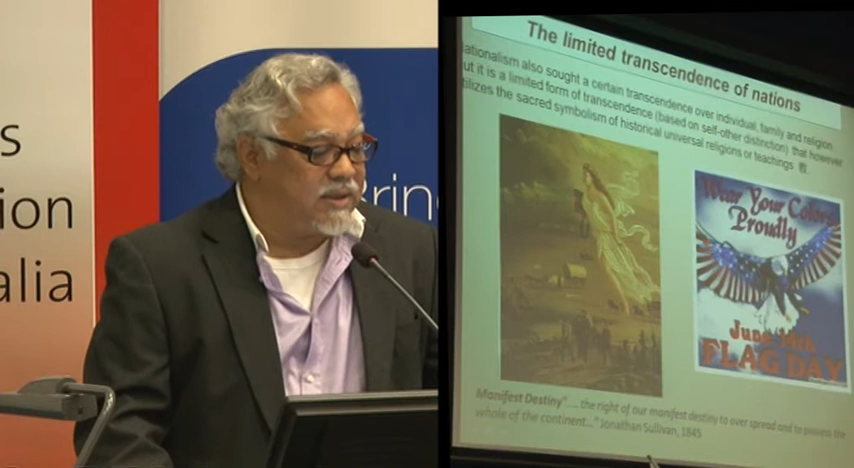 s
ion
alia
Brin
The limited transcendence of nations
ationalism also sought a certain transcendence over individual, family and religion
ut it is a limited form of transcendence (based on self-other distinction) that however
tilizes the sacred symbolism of historical universal religions or teachings
Wear Your Colors
Proudly
June 14th
FLAG DAY
Manifest Destiny".... the right of our manifest destiny to over spread and to possess the
whole of the continent..." Jonathan Sullivan, 1845